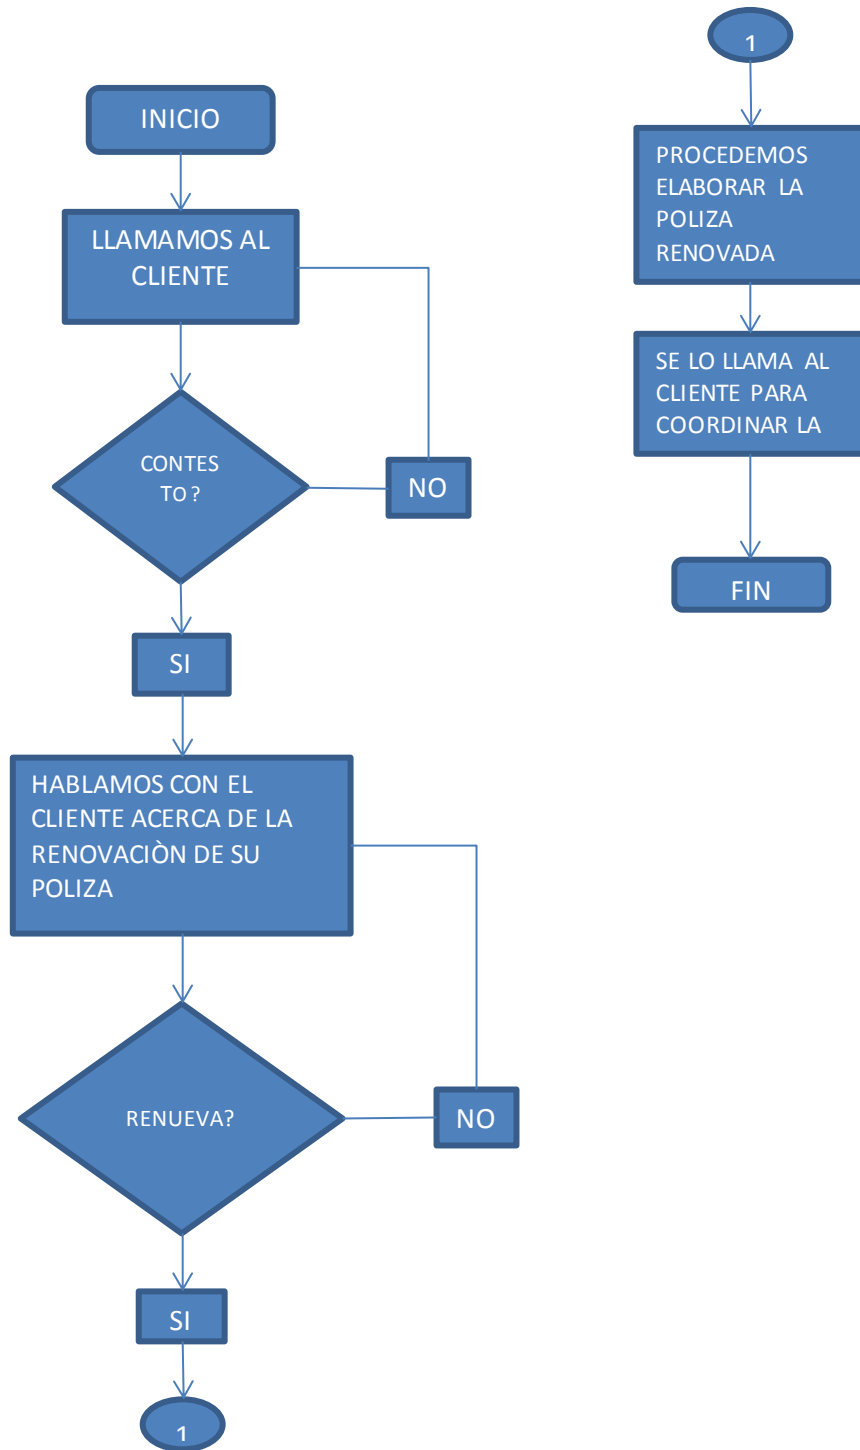 INICIO
LLAMAMOS AL
CLIENTE
CONTES
TO ?
NO
SI
HABLAMOS CON EL
CLIENTE ACERCA DE LA
RENOVACIÒN DE SU
POLIZA
RENUEVA?
NO
SI
1
1
PROCEDEMOS
ELABORAR LA
POLIZA
RENOVADA
SE LO LLAMA AL
CLIENTE PARA
COORDINAR LA
FIN